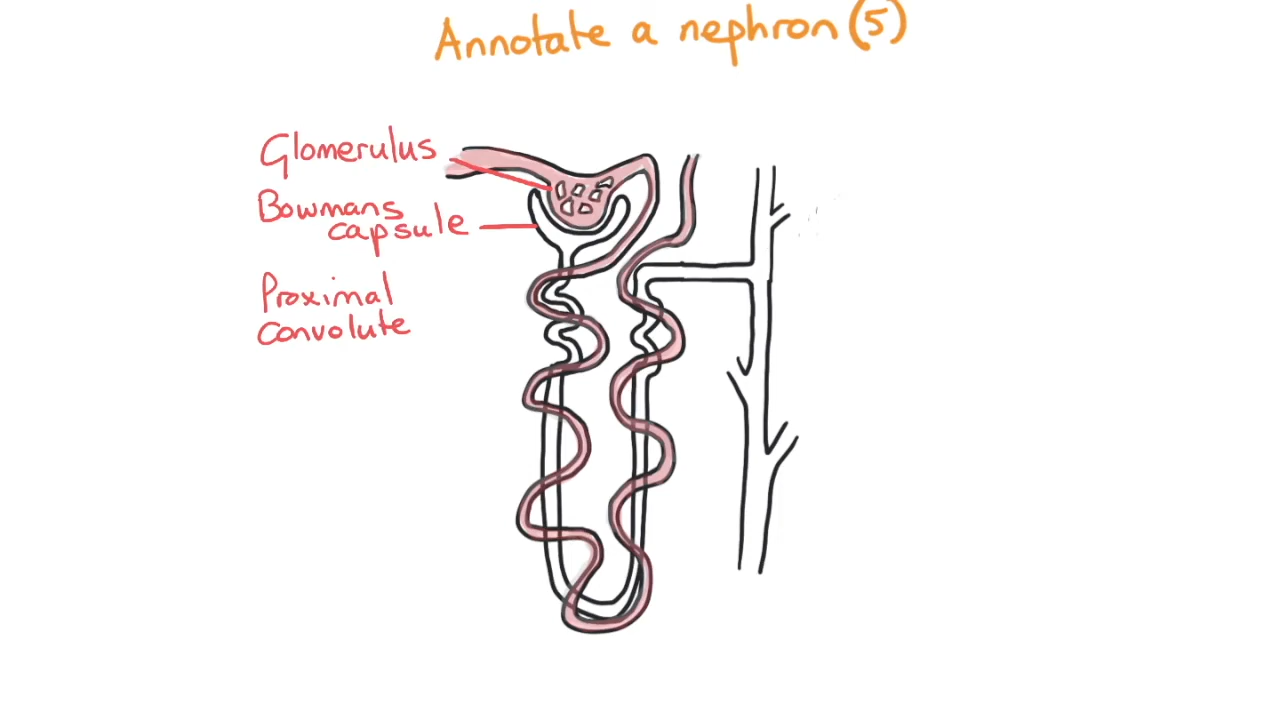 Annotate a nephron (5)
Glomerulus
Bowmans
capsule
Proximal
convolute